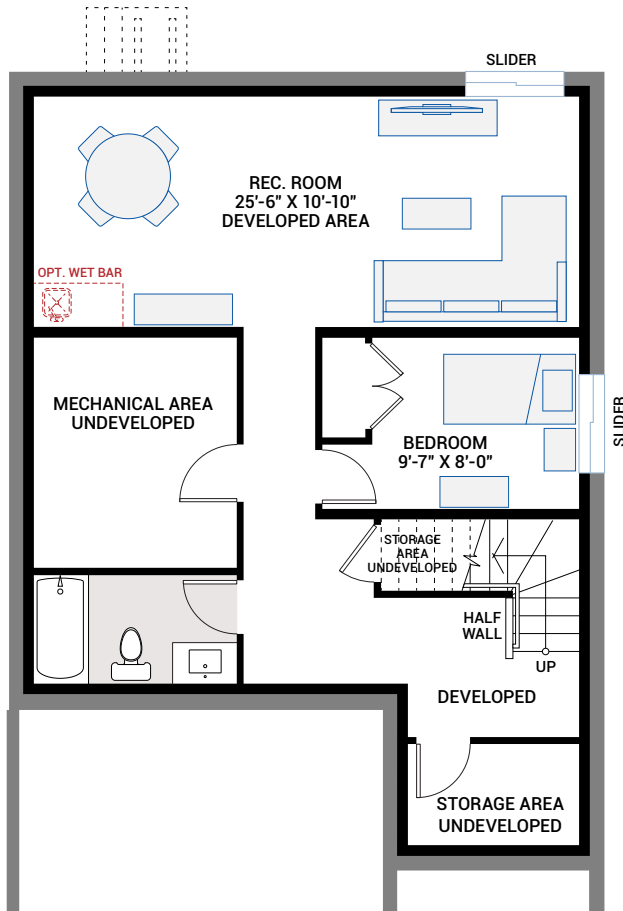 SLIDER
REC. ROOM
25'-6" X 10'-10"
DEVELOPED AREA
OPT. WET BAR
MECHANICAL AREA
UNDEVELOPED
SLIDER
BEDROOM
9'-7" X 8'-0"
STORAGE
AREA
UNDEVELOPED
HALF
WALL
UP
DEVELOPED
STORAGE AREA
UNDEVELOPED